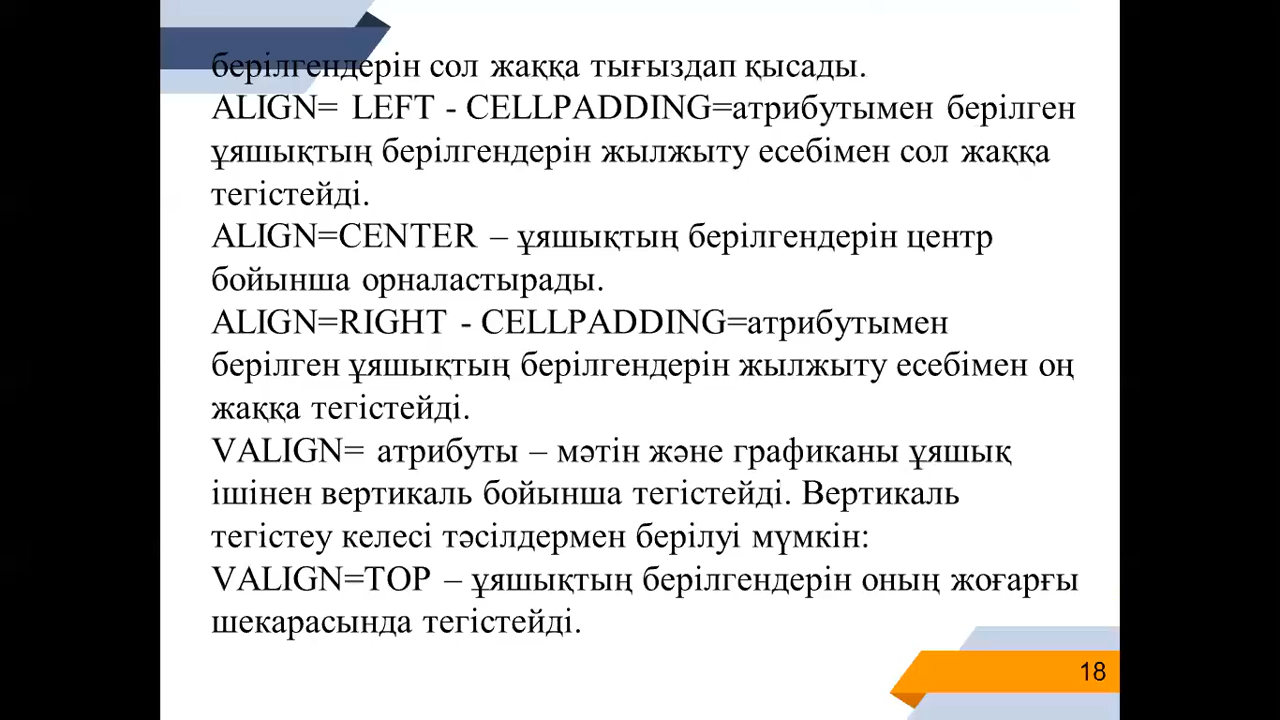 берілгендерін сол жаққа тығыздап қысады.
ALIGN= LEFT - CELLPADDING=атрибутымен берілген
ұяшықтың берілгендерін жылжыту есебімен сол жаққа
тегістейді.
ALIGN=CENTER – ұяшықтың берілгендерін центр
бойынша орналастырады.
ALIGN=RIGHT - CELLPADDING=атрибутымен
берілген ұяшықтың берілгендерін жылжыту есебімен оң
жаққа тегістейді.
VALIGN= атрибуты – мәтін және графиканы ұяшық
ішінен вертикаль бойынша тегістейді. Вертикаль
тегістеу келесі тәсілдермен берілуі мүмкін:
VALIGN=TOP – ұяшықтың берілгендерін оның жоғарғы
шекарасында тегістейді.
18